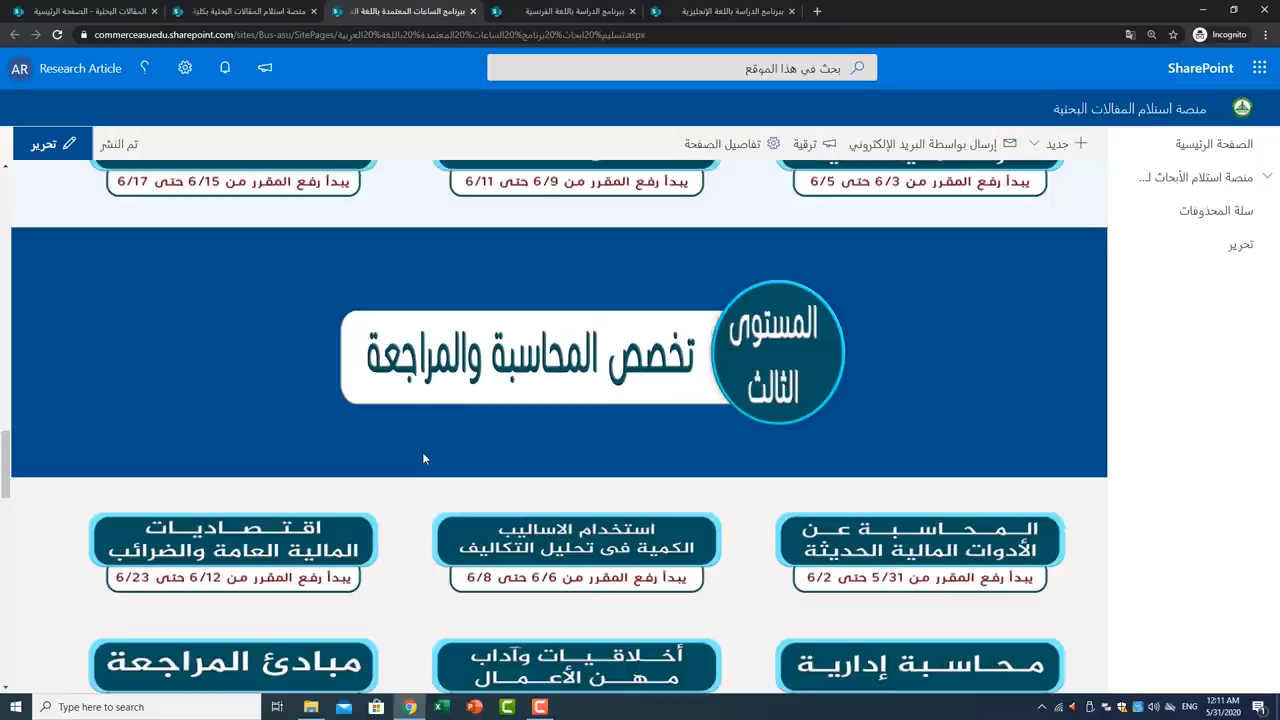 المقالات البحثية - الصفحة الرئيسية
منصة استلام المقالات البحثية بكلية
برنامج الساعات المعتمدة باللغة الع
برنامج الدراسة باللغة الفرنسية
برنامج الدراسة باللغة الإنجليزية
commerceasuedu.sharepoint.com/sites/Bus-asu/SitePages/تسليم%20ابحاث%20برنامج%20الساعات%20المعتمدة%20باللغة%20العربية.aspx
Incognito
AR Research Article
بحث في هذا الموقع
SharePoint
منصة استلام المقالات البحثية
جديد
إرسال بواسطة البريد الإلكتروني
ترقية
تفاصيل الصفحة
تم النشر
تحرير
الصفحة الرئيسية
منصة استلام الأبحاث لـ...
سلة المحذوفات
تحرير
يبدأ رفع المقرر من 6/3 حتى 6/5
يبدأ رفع المقرر من 6/9 حتى 6/11
يبدأ رفع المقرر من 6/15 حتى 6/17
المستوى
الثالث
تخصص المحاسبة والمراجعة
المحاسبة عن
الأدوات المالية الحديثة
يبدأ رفع المقرر من 5/31 حتى 6/2
استخدام الاساليب
الكمية فى تحليل التكاليف
يبدأ رفع المقرر من 6/6 حتى 6/8
اقتصاديات
المالية العامة والضرائب
يبدأ رفع المقرر من 6/12 حتى 6/23
محاسبة إدارية
أخلاقيات وآداب
مهن الأعمال
مبادئ المراجعة
Type here to search
ENG
12:11 AM
5/31/2020